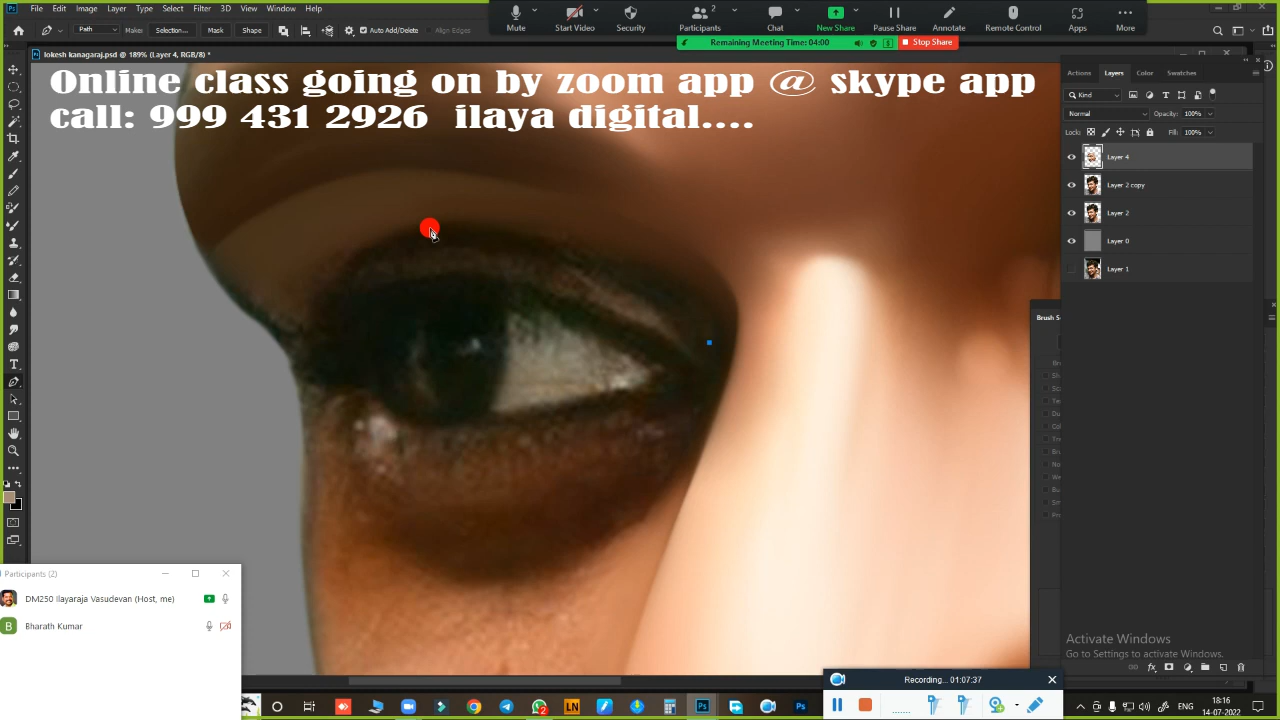 Ps File Edit Image Layer Type Select Filter 3D View Window Help
Mute Start Video Security Participants 2 Chat New Share Pause Share Annotate Remote Control Apps More
Path Make: Selection... Mask Shape Auto Add/Delete Align Edges
Remaining Meeting Time: 04:00 Stop Share
lokesh kanagaraj.psd @ 189% (Layer 4, RGB/8) *
Online class going on by zoom app @ skype app
call: 999 431 2926 ilaya digital....
Actions Layers Color Swatches
Kind
Normal Opacity: 100%
Lock: Fill: 100%
Layer 4
Layer 2 copy
Layer 2
Layer 0
Layer 1
Participants (2)
DM250 Ilayaraja Vasudevan (Host, me)
B Bharath Kumar
Activate Windows
Go to Settings to activate Windows.
Recording... 01:07:37
LN Ps Ps ENG 18:16
14-07-2022